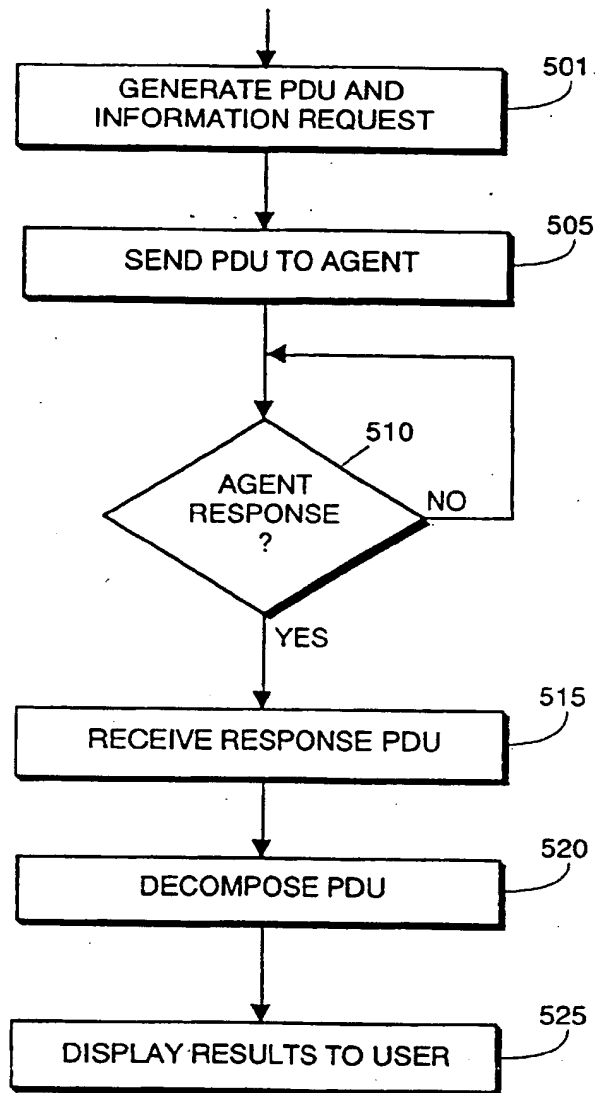 501
GENERATE PDU AND
INFORMATION REQUEST
505
SEND PDU TO AGENT
510
AGENT
RESPONSE
?
NO
YES
515
RECEIVE RESPONSE PDU
520
DECOMPOSE PDU
525
DISPLAY RESULTS TO USER